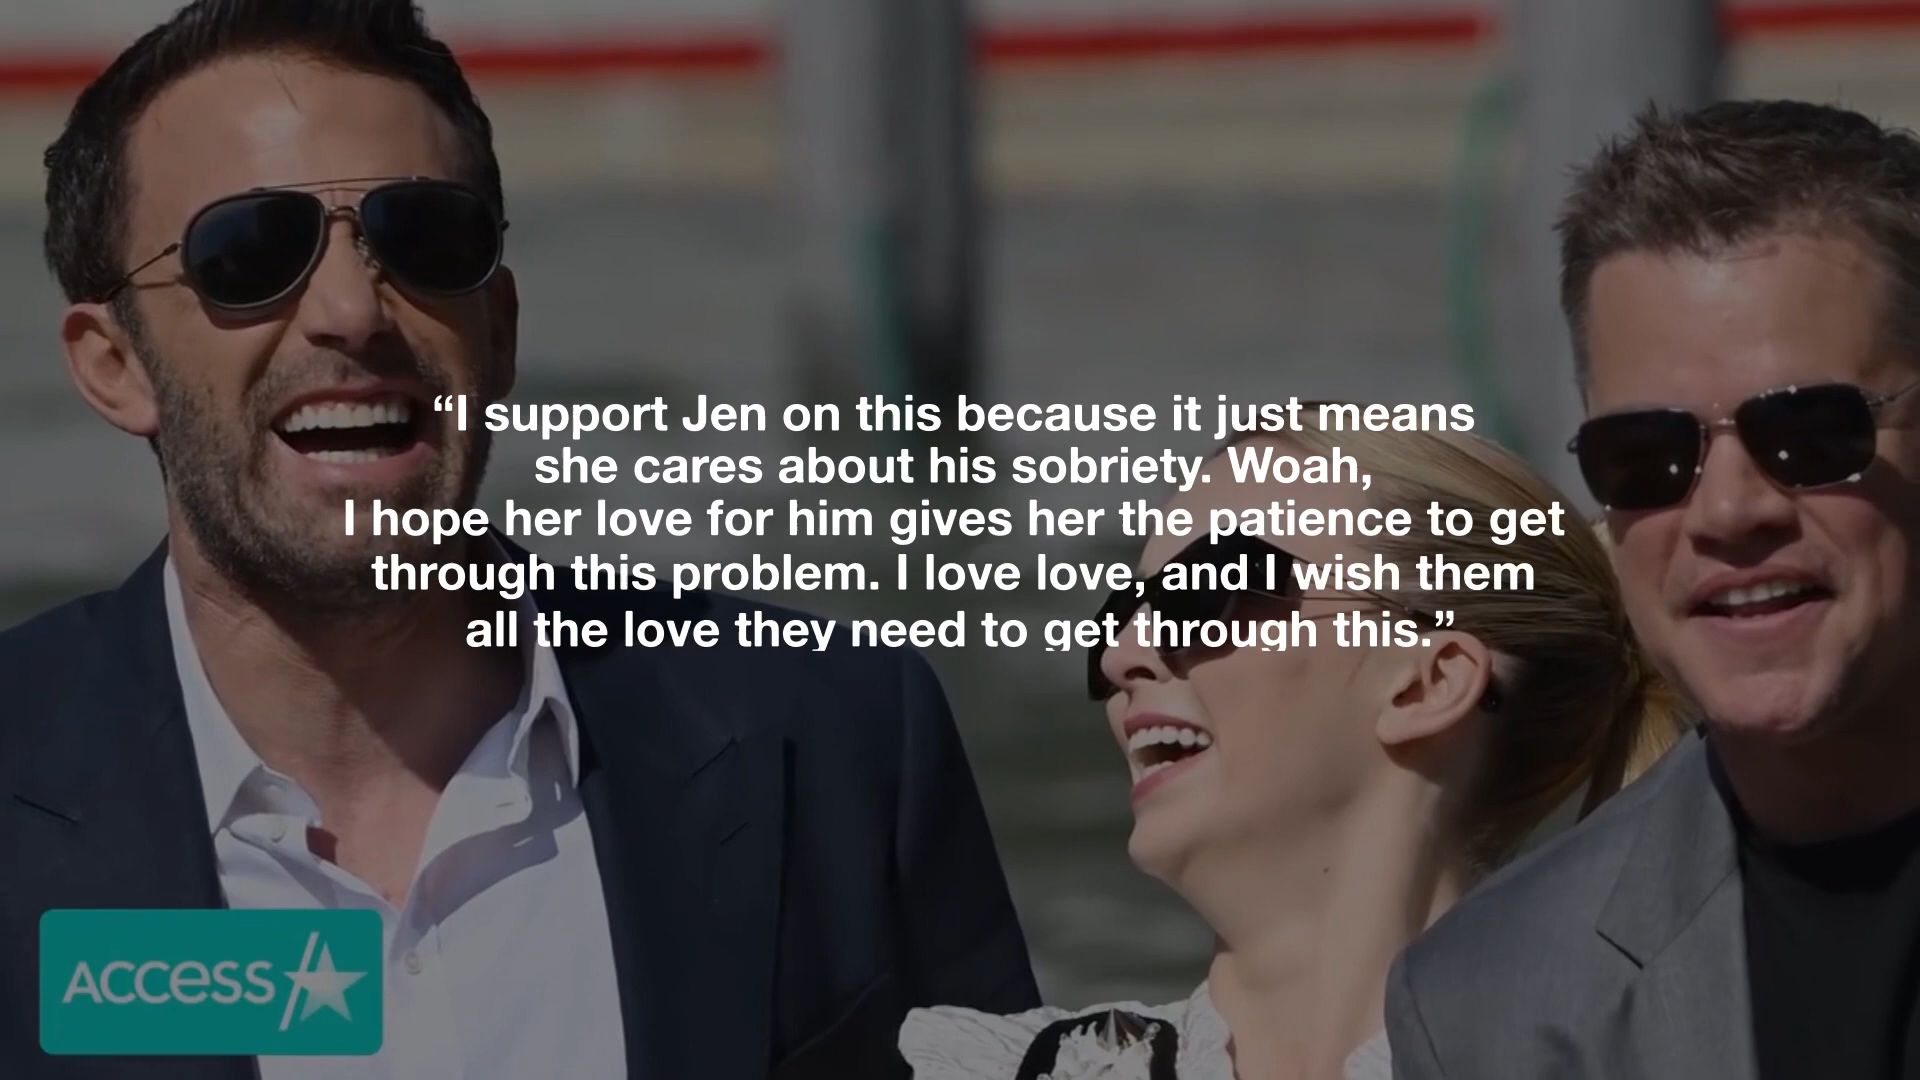 “I support Jen on this because it just means
she cares about his sobriety. Woah,
I hope her love for him gives her the patience to get
through this problem. I love love, and I wish them
all the love they need to get through this.”
ACCESS